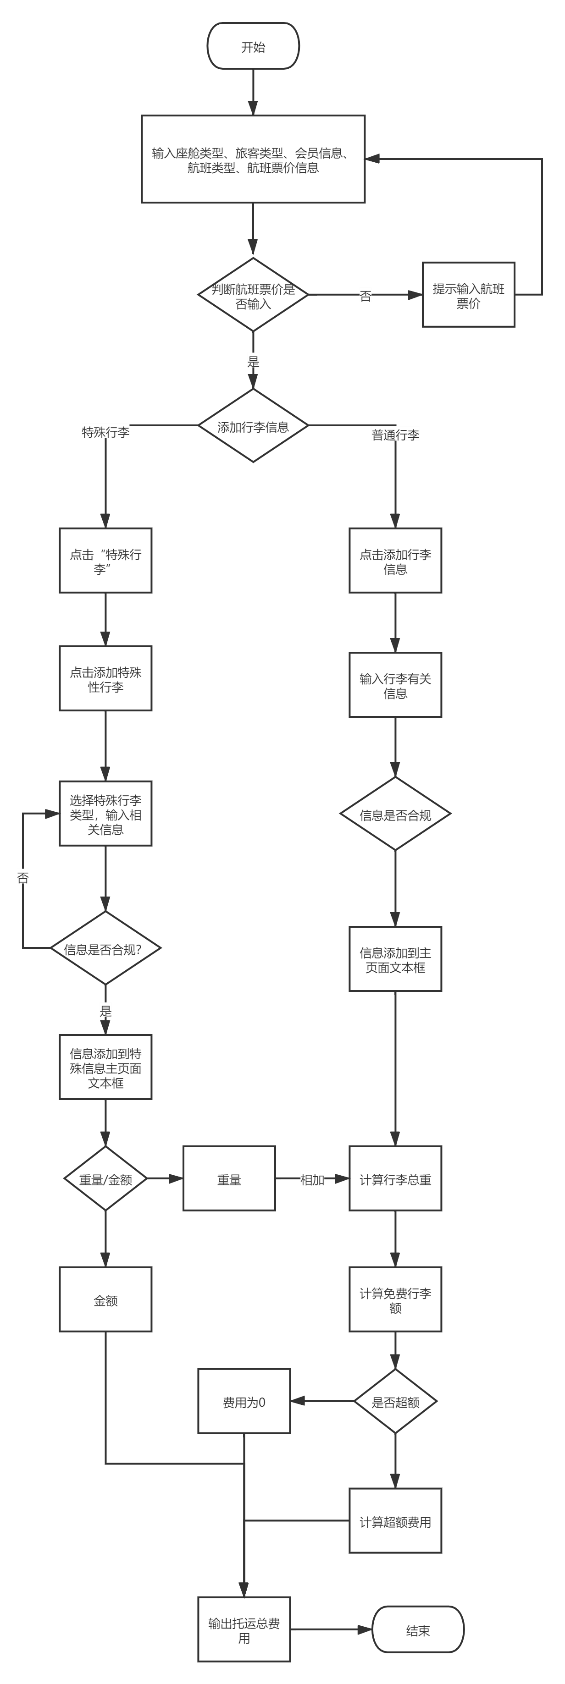 开始
输入座舱类型、旅客类型、会员信息、
航班类型、航班票价信息
判断航班票价是
否输入
否
提示输入航班
票价
是
添加行李信息
特殊行李
普通行李
点击“特殊行
李”
点击添加行李
信息
点击添加特殊
性行李
输入行李有关
信息
选择特殊行李
类型，输入相
关信息
信息是否合规
否
信息是否合规?
信息添加到主
页面文本框
是
信息添加到特
殊信息主页面
文本框
重量/金额
重量
相加
计算行李总重
金额
计算免费行李
额
费用为0
是否超额
计算超额费用
输出托运总费
用
结束